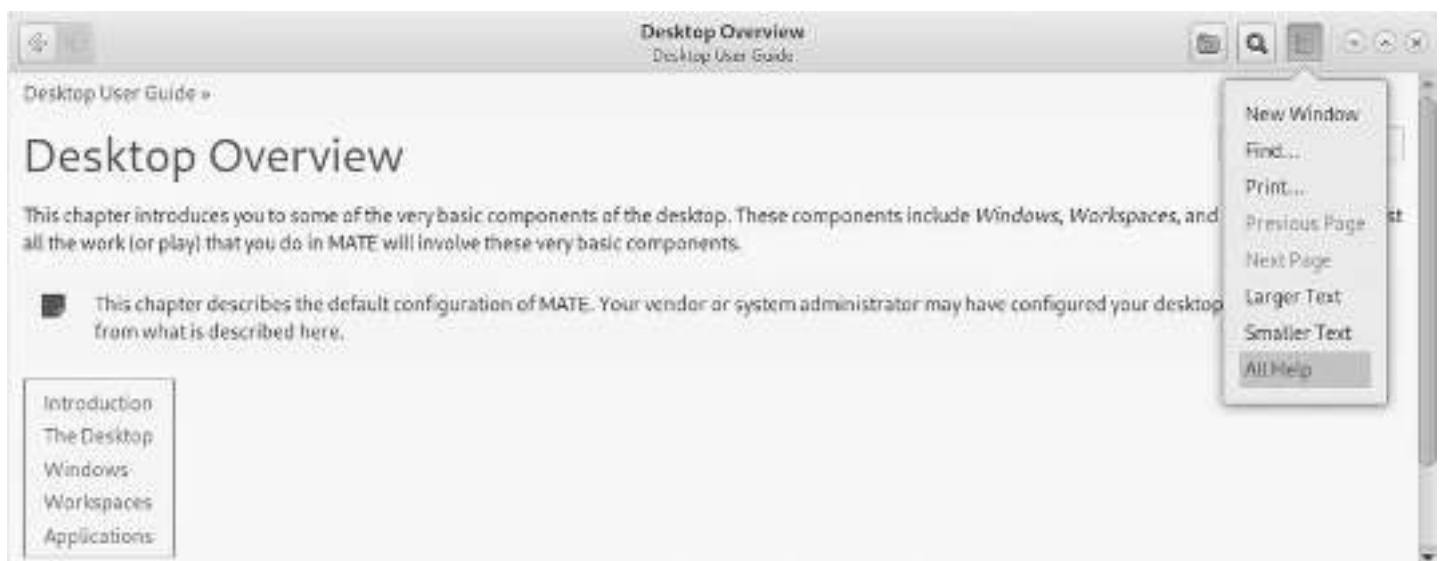 Desktop Overview
Desktop User Guide
Desktop User Guide »
New Window
Find...
Print...
Previous Page
Next Page
Larger Text
Smaller Text
All Help
Desktop Overview
This chapter introduces you to some of the very basic components of the desktop. These components include Windows, Workspaces, and st
all the work (or play) that you do in MATE will involve these very basic components.
This chapter describes the default configuration of MATE. Your vendor or system administrator may have configured your desktop
from what is described here.
Introduction
The Desktop
Windows
Workspaces
Applications